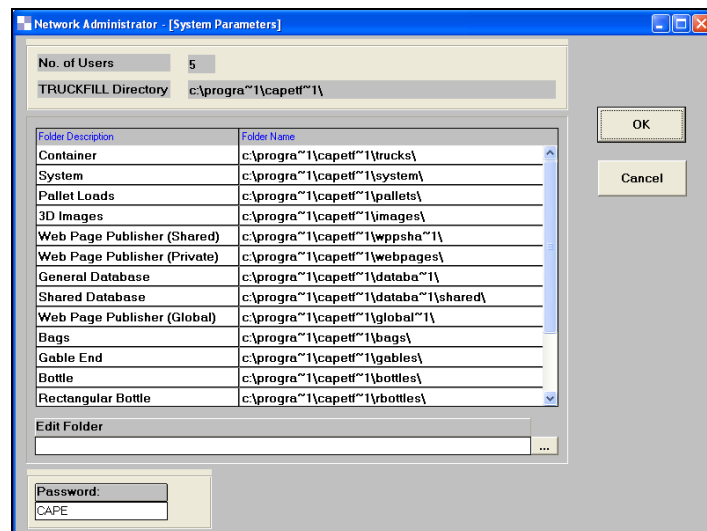 Network Administrator - [System Parameters]
No. of Users 5
TRUCKFILL Directory c:\progra~1\capetf~1\
OK
Cancel
Folder Description Folder Name
Container c:\progra~1\capetf~1\trucks\
System c:\progra~1\capetf~1\system\
Pallet Loads c:\progra~1\capetf~1\pallets\
3D Images c:\progra~1\capetf~1\images\
Web Page Publisher (Shared) c:\progra~1\capetf~1\wppsha~1\
Web Page Publisher (Private) c:\progra~1\capetf~1\webpages\
General Database c:\progra~1\capetf~1\databa~1\
Shared Database c:\progra~1\capetf~1\databa~1\shared\
Web Page Publisher (Global) c:\progra~1\capetf~1\global~1\
Bags c:\progra~1\capetf~1\bags\
Gable End c:\progra~1\capetf~1\gables\
Bottle c:\progra~1\capetf~1\bottles\
Rectangular Bottle c:\progra~1\capetf~1\rbottles\
Edit Folder
...
Password:
CAPE